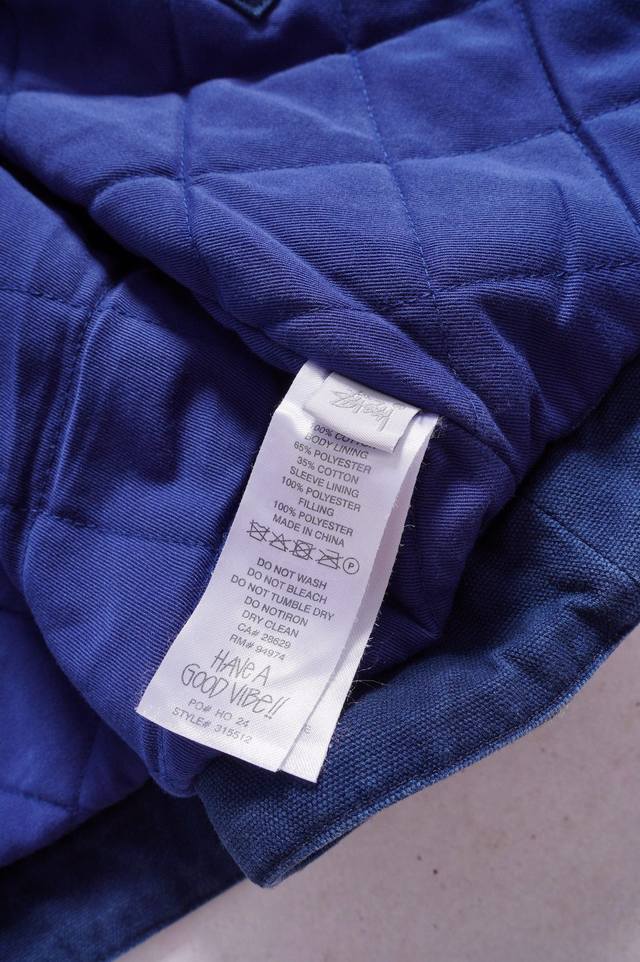 100% COTTON
BODY LINING
65% POLYESTER
35% COTTON
SLEEVE LINING
100% POLYESTER
FILLING
100% POLYESTER
MADE IN CHINA
P
DO NOT WASH
DO NOT BLEACH
DO NOT TUMBLE DRY
DO NOTIRON
DRY CLEAN
CA# 28629
RM# 94974
HAVE A
GOOD VIBE!!
PO# HO 24
STYLE# 315512